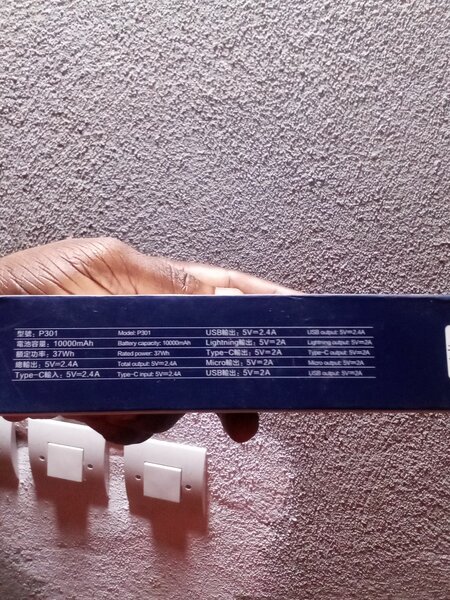 型號：P301 Model: P301 USB輸出：5V⎓2.4A USB output: 5V⎓2.4A
電池容量：10000mAh Battery capacity: 10000mAh Lightning輸出：5V⎓2A Lightning output: 5V⎓2A
額定功率：37Wh Rated power: 37Wh Type-C輸出：5V⎓2A Type-C output: 5V⎓2A
總輸出：5V⎓2.4A Total output: 5V⎓2.4A Micro輸出：5V⎓2A Micro output: 5V⎓2A
Type-C輸入：5V⎓2.4A Type-C input: 5V⎓2.4A USB輸出：5V⎓2A USB output: 5V⎓2A